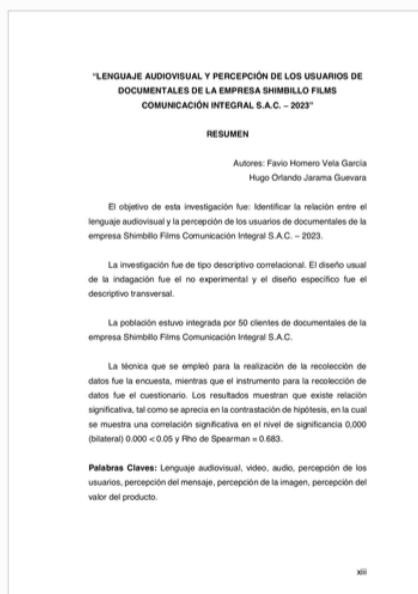 “LENGUAJE AUDIOVISUAL Y PERCEPCIÓN DE LOS USUARIOS DE
DOCUMENTALES DE LA EMPRESA SHIMBILLO FILMS
COMUNICACIÓN INTEGRAL S.A.C. – 2023”
RESUMEN
Autores: Favio Homero Vela García
Hugo Orlando Jarama Guevara
El objetivo de esta investigación fue: Identificar la relación entre el
lenguaje audiovisual y la percepción de los usuarios de documentales de la
empresa Shimbillo Films Comunicación Integral S.A.C. – 2023.
La investigación fue de tipo descriptivo correlacional. El diseño usual
de la indagación fue el no experimental y el diseño específico fue el
descriptivo transversal.
La población estuvo integrada por 50 clientes de documentales de la
empresa Shimbillo Films Comunicación Integral S.A.C.
La técnica que se empleó para la realización de la recolección de
datos fue la encuesta, mientras que el instrumento para la recolección de
datos fue el cuestionario. Los resultados muestran que existe relación
significativa, tal como se aprecia en la contrastación de hipótesis, en la cual
se muestra una correlación significativa en el nivel de significancia 0,000
(bilateral) 0.000 < 0.05 y Rho de Spearman = 0.683.
Palabras Claves: Lenguaje audiovisual, video, audio, percepción de los
usuarios, percepción del mensaje, percepción de la imagen, percepción del
valor del producto.
xiii